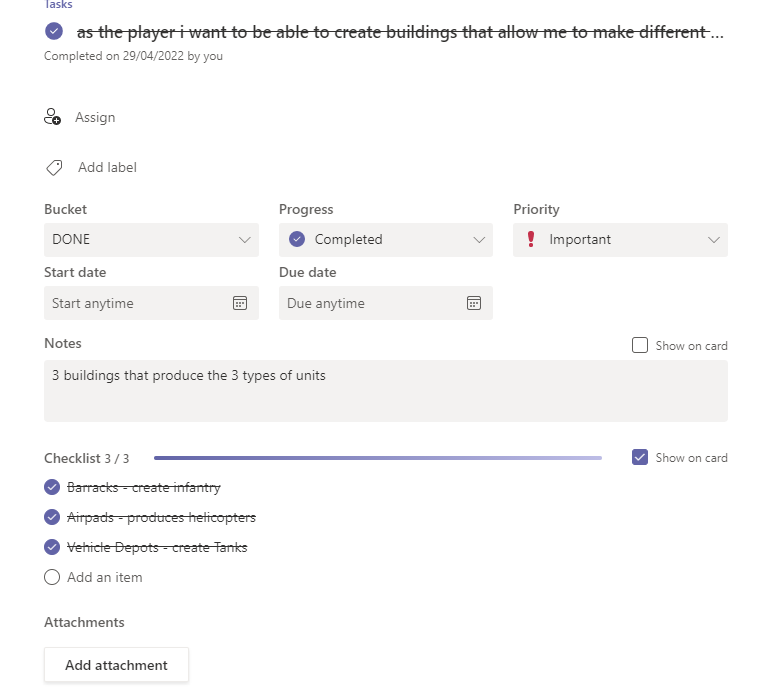 Tasks
as the player i want to be able to create buildings that allow me to make different ...
Completed on 29/04/2022 by you
Assign
Add label
Bucket Progress Priority
DONE Completed Important
Start date Due date
Start anytime Due anytime
Notes Show on card
3 buildings that produce the 3 types of units
Checklist 3 / 3 Show on card
Barracks - create infantry
Airpads - produces helicopters
Vehicle Depots - create Tanks
Add an item
Attachments
Add attachment